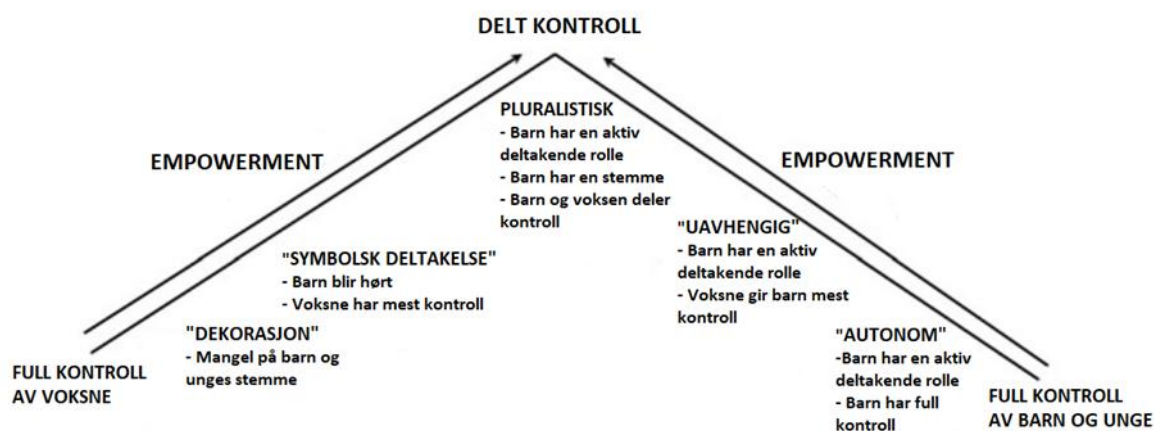 DELT KONTROLL
EMPOWERMENT
PLURALISTISK
- Barn har en aktiv
deltakende rolle
- Barn har en stemme
- Barn og voksen deler
kontroll
EMPOWERMENT
"SYMBOLSK DELTAKELSE"
- Barn blir hørt
- Voksne har mest kontroll
"UAVHENGIG"
- Barn har en aktiv
deltakende rolle
- Voksne gir barn mest
kontroll
"DEKORASJON"
- Mangel på barn og
unges stemme
"AUTONOM"
-Barn har en aktiv
deltakende rolle
- Barn har full
kontroll
FULL KONTROLL
AV VOKSNE
FULL KONTROLL
AV BARN OG UNGE